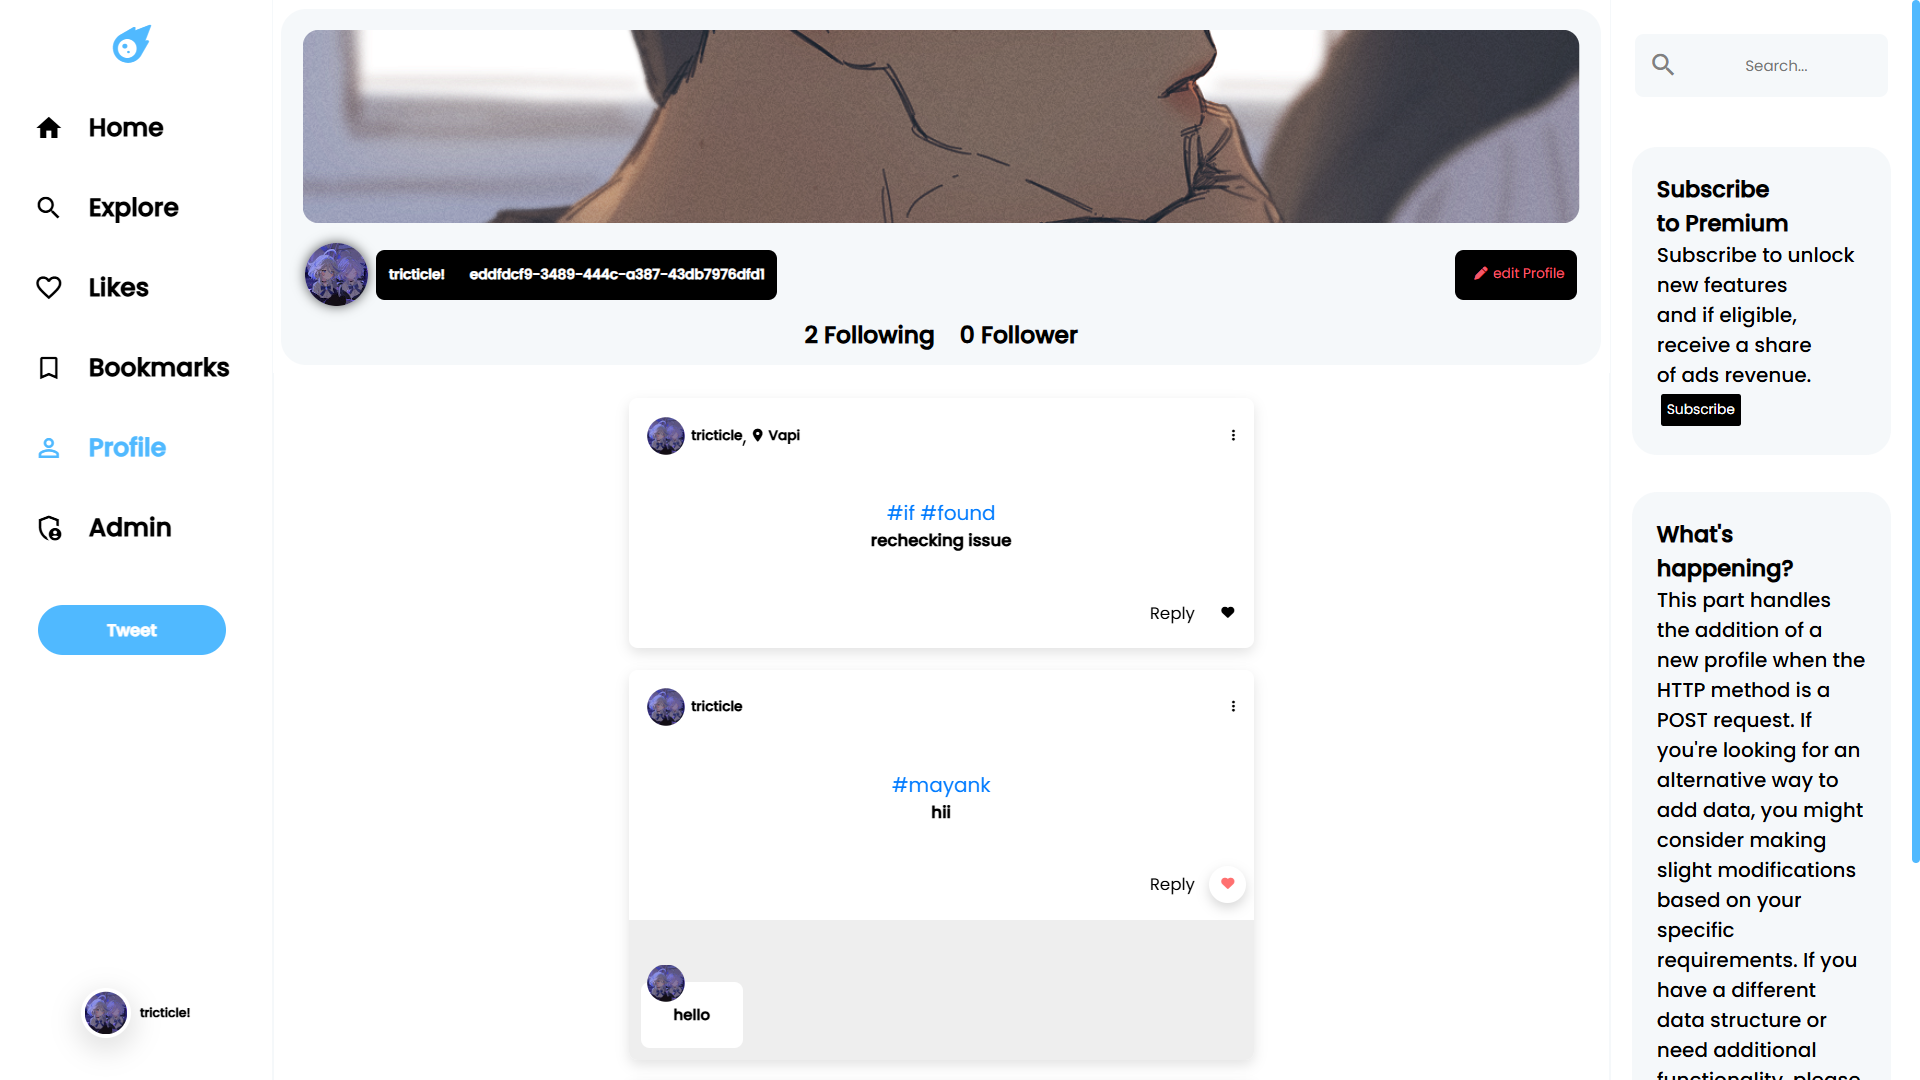 Home
Explore
Likes
Bookmarks
Profile
Admin
Tweet
tricticle!
tricticle! eddfdcf9-3489-444c-a387-43db7976dfd1
edit Profile
2 Following 0 Follower
tricticle, Vapi
#if #found
rechecking issue
Reply
tricticle
#mayank
hii
Reply
hello
Search...
Subscribe
to Premium
Subscribe to unlock
new features
and if eligible,
receive a share
of ads revenue.
Subscribe
What's
happening?
This part handles
the addition of a
new profile when the
HTTP method is a
POST request. If
you're looking for an
alternative way to
add data, you might
consider making
slight modifications
based on your
specific
requirements. If you
have a different
data structure or
need additional
functionality, please